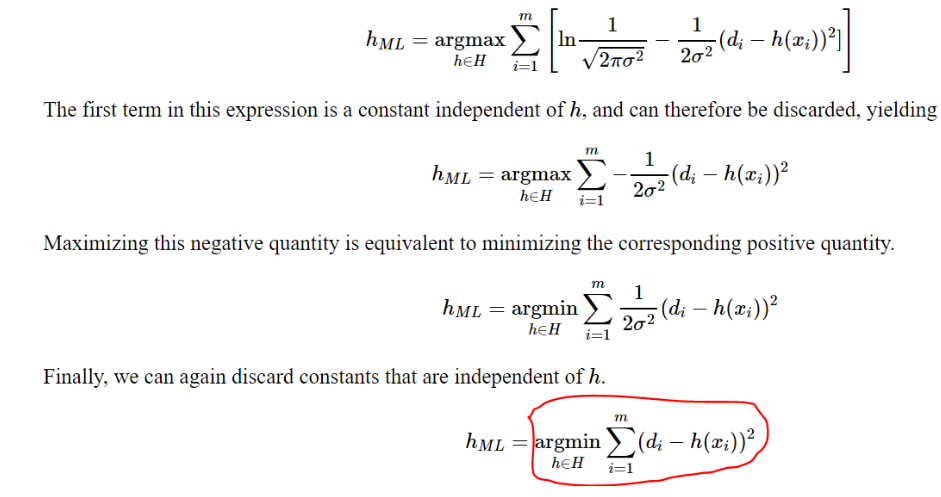 h_{ML} = \underset{h \in H}{\text{argmax}} \sum_{i=1}^{m} \left[ \ln \frac{1}{\sqrt{2\pi\sigma^2}} - \frac{1}{2\sigma^2} (d_i - h(x_i))^2] \right]
The first term in this expression is a constant independent of h, and can therefore be discarded, yielding
h_{ML} = \underset{h \in H}{\text{argmax}} \sum_{i=1}^{m} - \frac{1}{2\sigma^2} (d_i - h(x_i))^2
Maximizing this negative quantity is equivalent to minimizing the corresponding positive quantity.
h_{ML} = \underset{h \in H}{\text{argmin}} \sum_{i=1}^{m} \frac{1}{2\sigma^2} (d_i - h(x_i))^2
Finally, we can again discard constants that are independent of h.
h_{ML} = \underset{h \in H}{\text{argmin}} \sum_{i=1}^{m} (d_i - h(x_i))^2